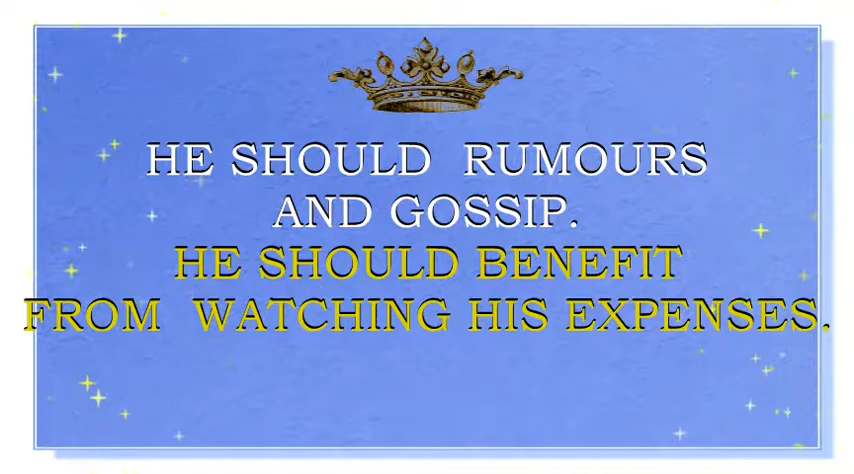 HE SHOULD RUMOURS
AND GOSSIP.
HE SHOULD BENEFIT
FROM WATCHING HIS EXPENSES.